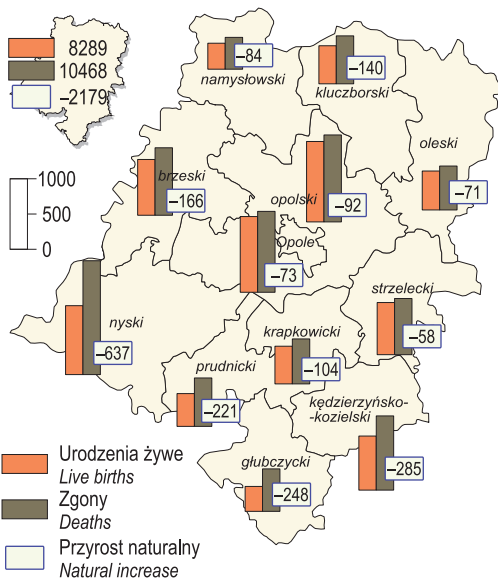 8289
10468
–2179
1000
500
0
–84
namysłowski
–140
kluczborski
oleski
–71
brzeski
–166
opolski
–92
Opole
–73
strzelecki
–58
nyski
–637
krapkowicki
–104
prudnicki
–221
kędzierzyńsko-
-kozielski
–285
głubczycki
–248
Urodzenia żywe
Live births
Zgony
Deaths
Przyrost naturalny
Natural increase